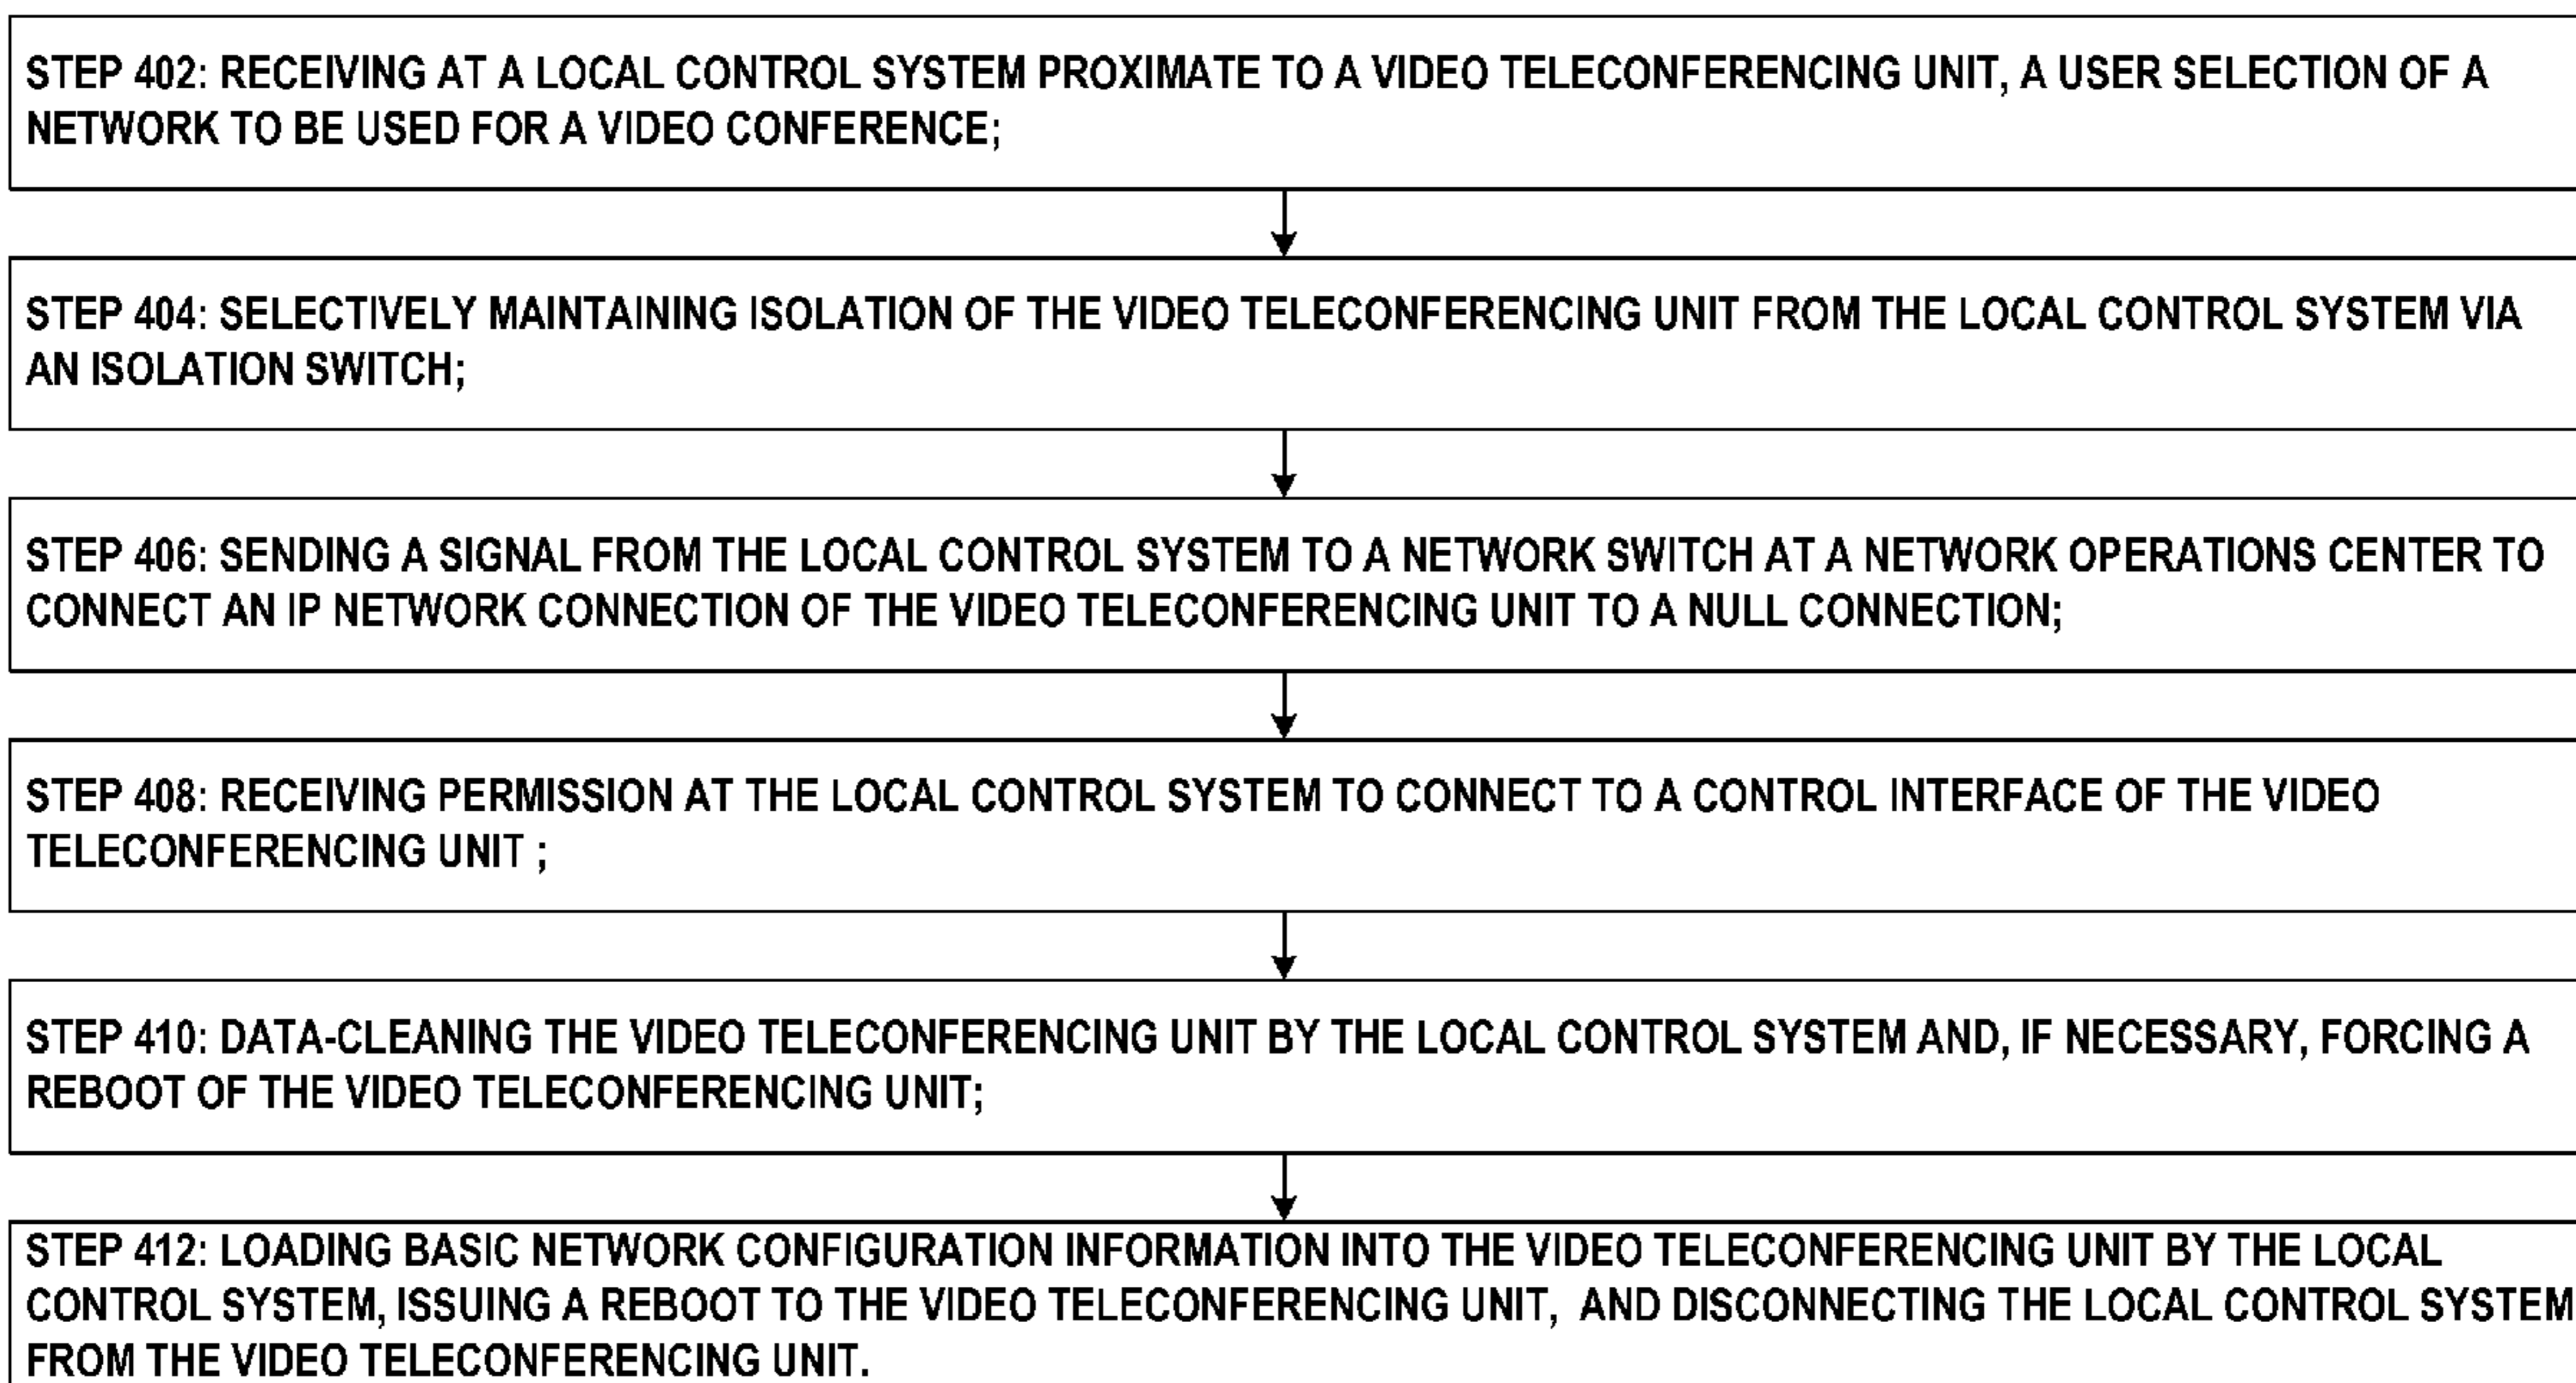 STEP 402: RECEIVING AT A LOCAL CONTROL SYSTEM PROXIMATE TO A VIDEO TELECONFERENCING UNIT, A USER SELECTION OF A
NETWORK TO BE USED FOR A VIDEO CONFERENCE;
STEP 404: SELECTIVELY MAINTAINING ISOLATION OF THE VIDEO TELECONFERENCING UNIT FROM THE LOCAL CONTROL SYSTEM VIA
AN ISOLATION SWITCH;
STEP 406: SENDING A SIGNAL FROM THE LOCAL CONTROL SYSTEM TO A NETWORK SWITCH AT A NETWORK OPERATIONS CENTER TO
CONNECT AN IP NETWORK CONNECTION OF THE VIDEO TELECONFERENCING UNIT TO A NULL CONNECTION;
STEP 408: RECEIVING PERMISSION AT THE LOCAL CONTROL SYSTEM TO CONNECT TO A CONTROL INTERFACE OF THE VIDEO
TELECONFERENCING UNIT ;
STEP 410: DATA-CLEANING THE VIDEO TELECONFERENCING UNIT BY THE LOCAL CONTROL SYSTEM AND, IF NECESSARY, FORCING A
REBOOT OF THE VIDEO TELECONFERENCING UNIT;
STEP 412: LOADING BASIC NETWORK CONFIGURATION INFORMATION INTO THE VIDEO TELECONFERENCING UNIT BY THE LOCAL
CONTROL SYSTEM, ISSUING A REBOOT TO THE VIDEO TELECONFERENCING UNIT,  AND DISCONNECTING THE LOCAL CONTROL SYSTEM
FROM THE VIDEO TELECONFERENCING UNIT.